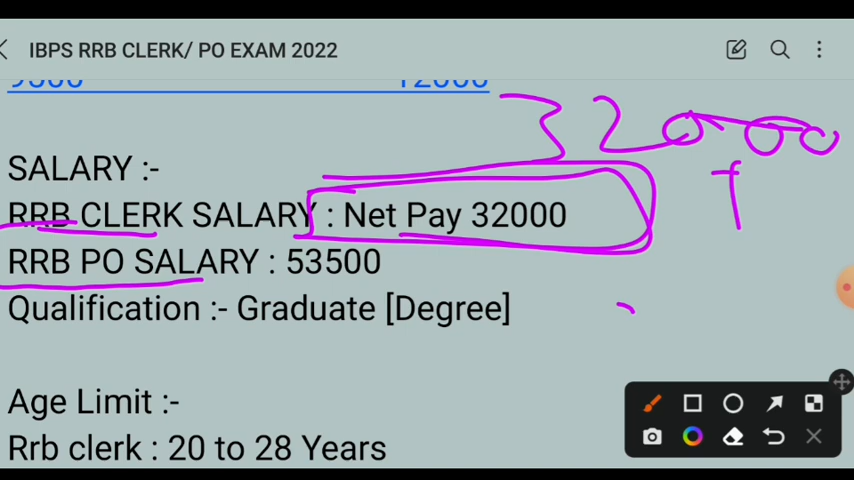 IBPS RRB CLERK/ PO EXAM 2022
32000
SALARY :-
RRB CLERK SALARY : Net Pay 32000
RRB PO SALARY : 53500
Qualification :- Graduate [Degree]
Age Limit :-
Rrb clerk : 20 to 28 Years